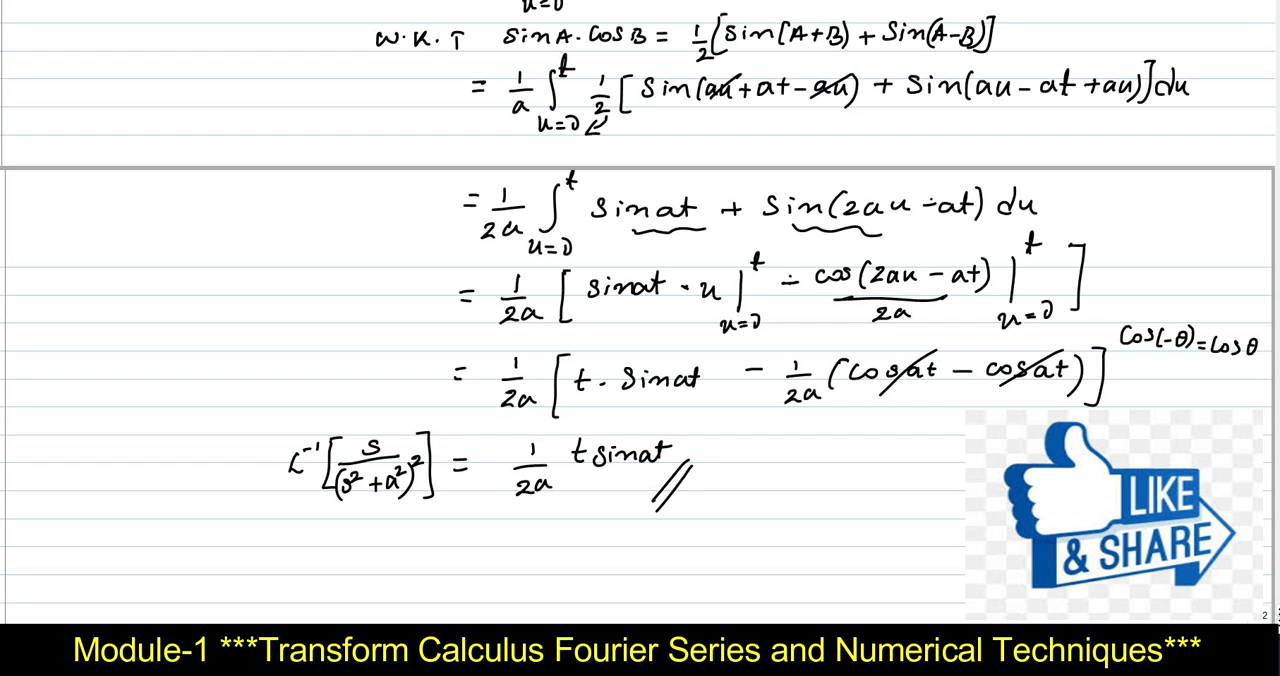 u=0
W.K.T sinA.cosB = 1/2[sin(A+B) + sin(A-B)]
= 1/a ∫_{u=0}^{t} 1/2 [sin(au+at-au) + sin(au-at+au)]du
= 1/2a ∫_{u=0}^{t} sinat + sin(2au-at) du
= 1/2a [sinat · u |_{u=0}^{t} - cos(2au-at)/2a |_{u=0}^{t}]
cos(-θ)=cosθ
= 1/2a [t. sinat - 1/2a (cosat - cosat)]
L⁻¹[s/(s²+a²)²] = 1/2a t sinat //
LIKE
& SHARE
2
Module-1 ***Transform Calculus Fourier Series and Numerical Techniques***